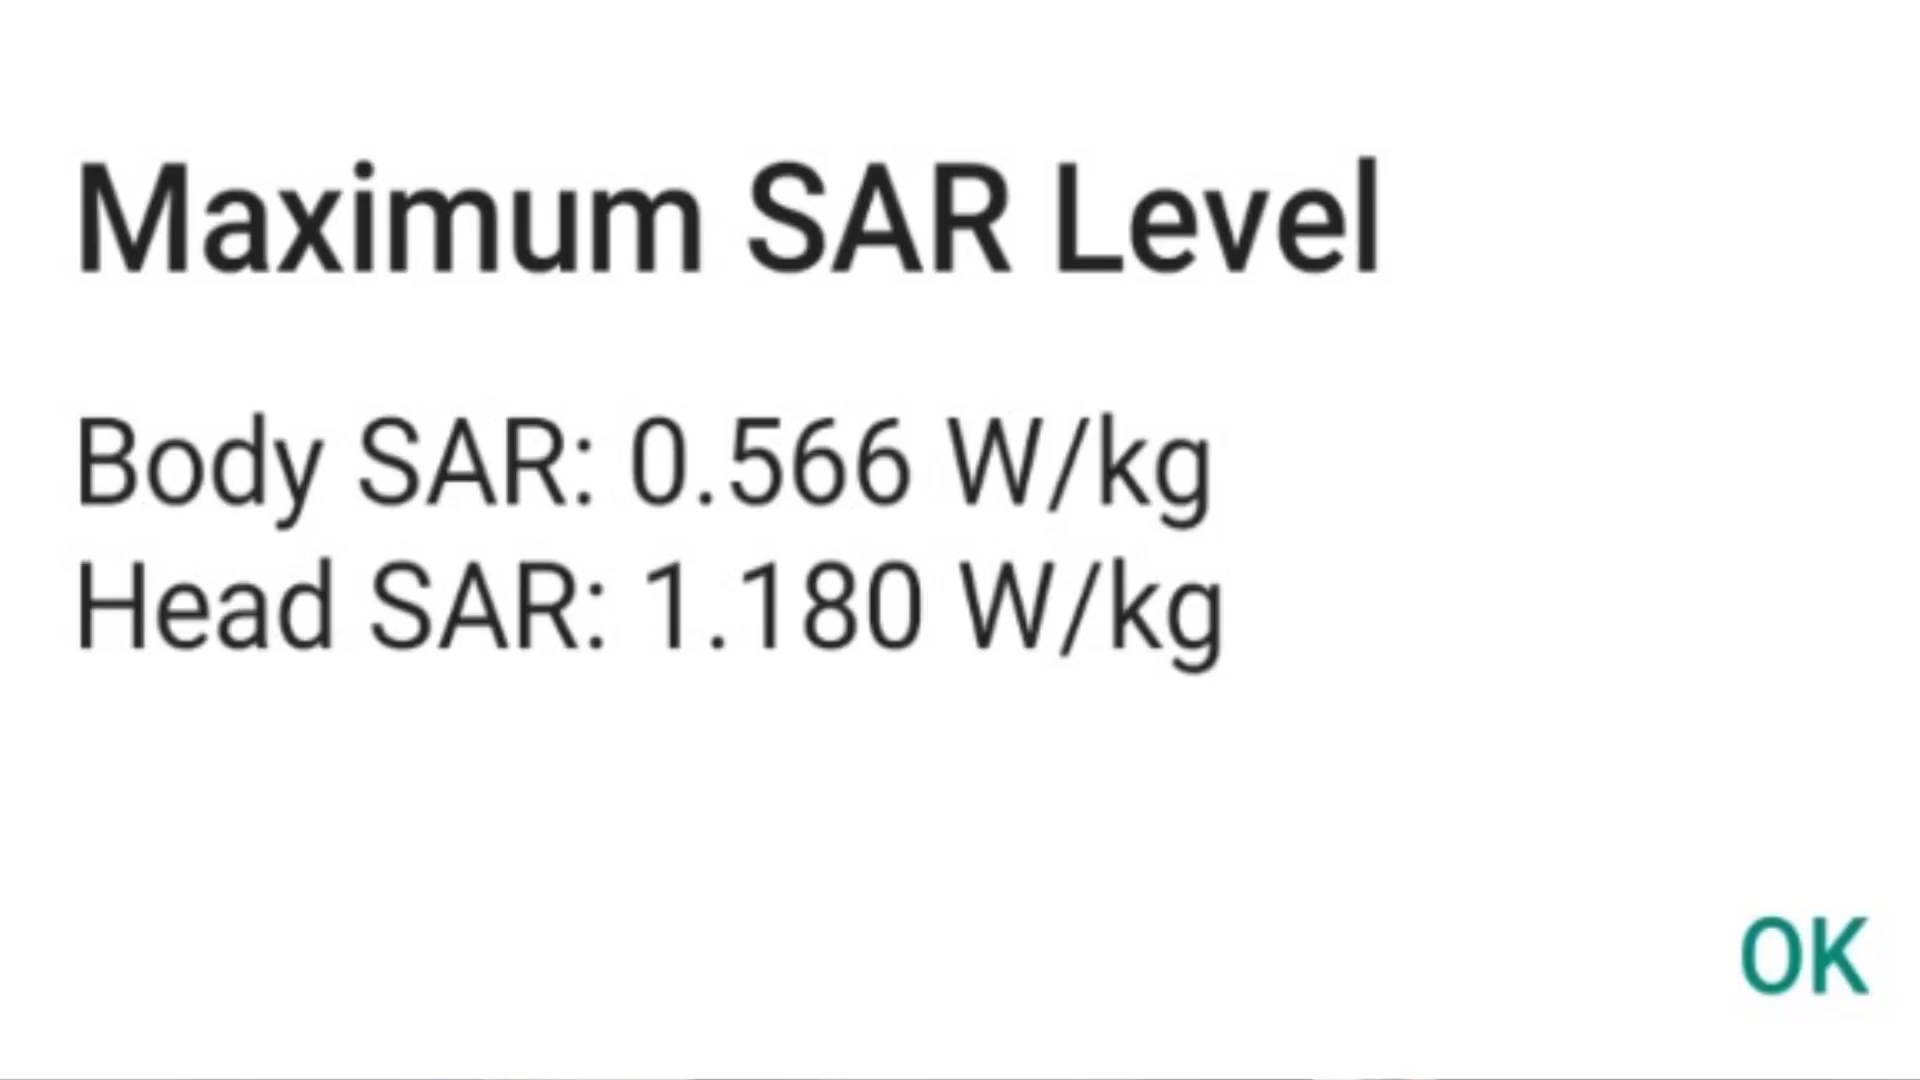 Maximum SAR Level
Body SAR: 0.566 W/kg
Head SAR: 1.180 W/kg
OK